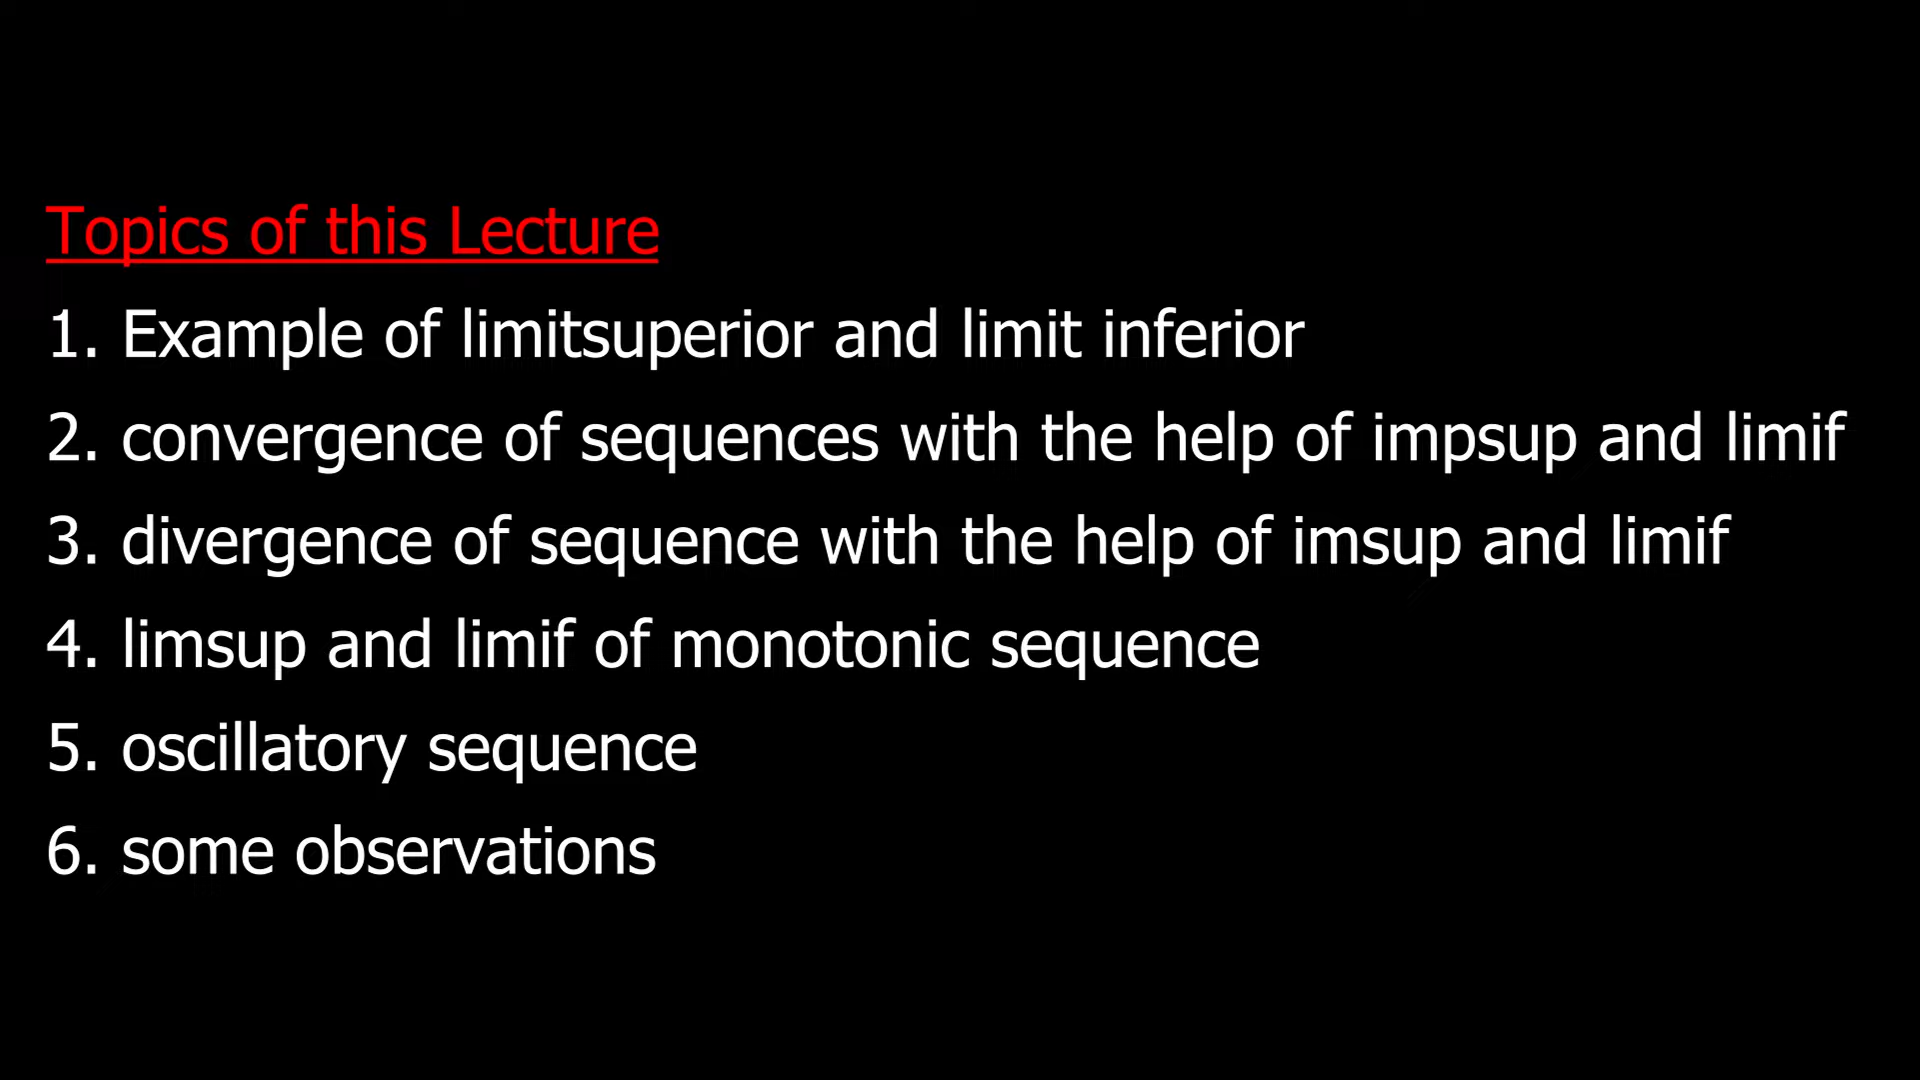 Topics of this Lecture
1. Example of limitsuperior and limit inferior
2. convergence of sequences with the help of impsup and limif
3. divergence of sequence with the help of imsup and limif
4. limsup and limif of monotonic sequence
5. oscillatory sequence
6. some observations